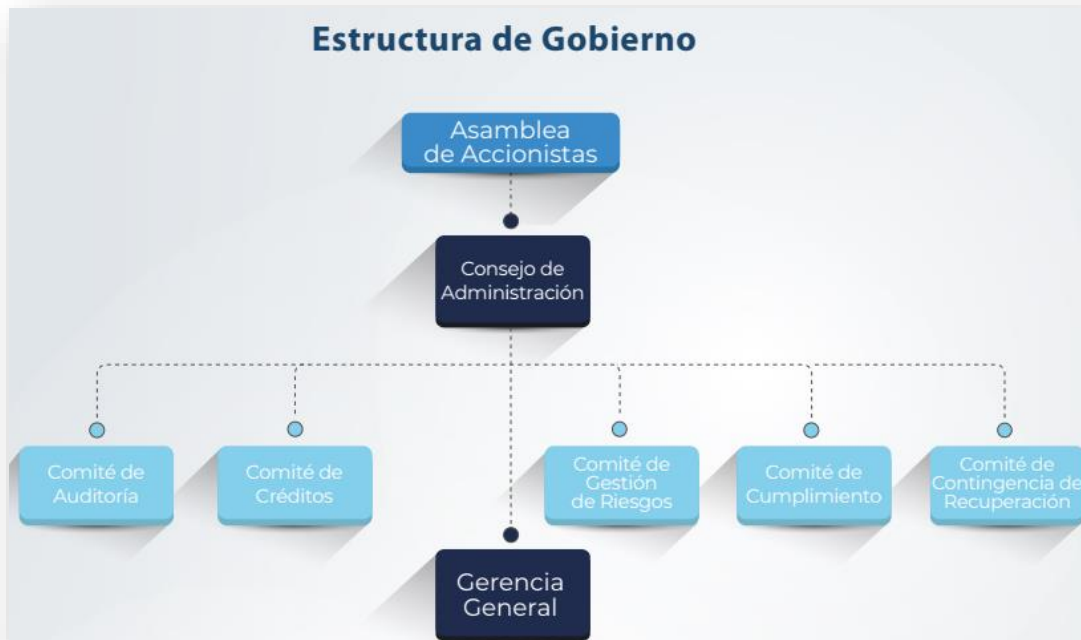 Estructura de Gobierno
Asamblea
de Accionistas
Consejo de
Administración
Comité de
Auditoría
Comité de
Créditos
Comité de
Gestión
de Riesgos
Comité de
Cumplimiento
Comité de
Contingencia de
Recuperación
Gerencia
General